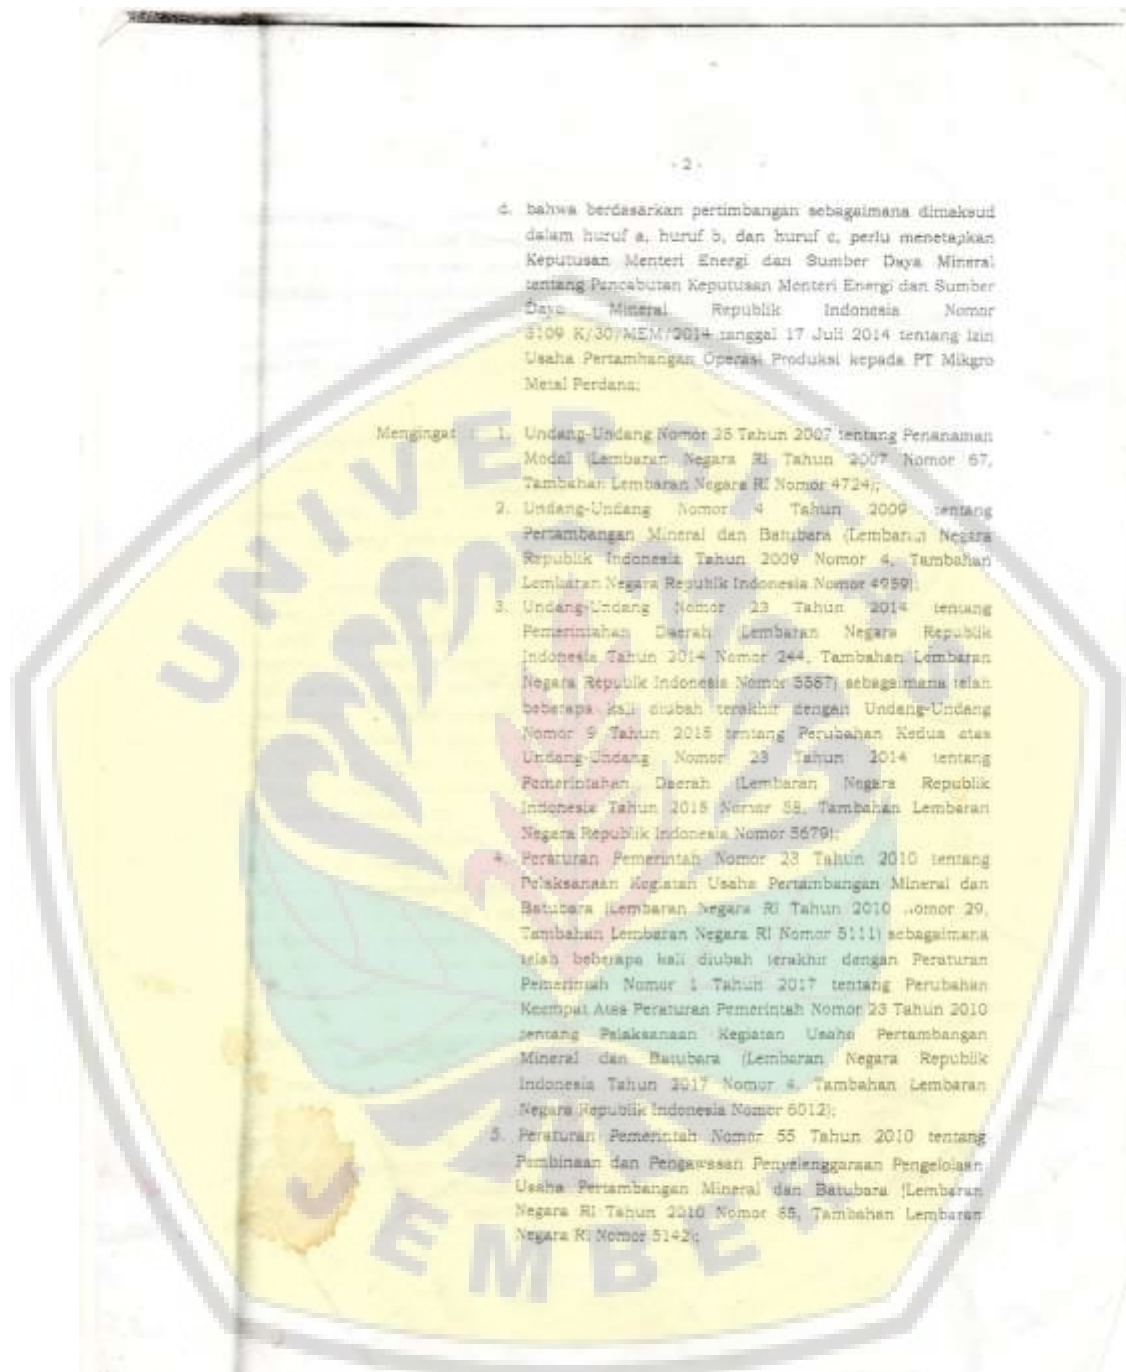 - 2 -
d. bahwa berdasarkan pertimbangan sebagaimana dimaksud
dalam huruf a, huruf b, dan huruf c, perlu menetapkan
Keputusan Menteri Energi dan Sumber Daya Mineral
tentang Pencabutan Keputusan Menteri Energi dan Sumber
Daya Mineral Republik Indonesia Nomor
3109 K/30/MEM/2014 tanggal 17 Juli 2014 tentang Izin
Usaha Pertambangan Operasi Produksi kepada PT Mikgro
Metal Perdana;
Mengingat : 1. Undang-Undang Nomor 25 Tahun 2007 tentang Penanaman
Modal (Lembaran Negara RI Tahun 2007 Nomor 67,
Tambahan Lembaran Negara RI Nomor 4724);
2. Undang-Undang Nomor 4 Tahun 2009 tentang
Pertambangan Mineral dan Batubara (Lembaran Negara
Republik Indonesia Tahun 2009 Nomor 4, Tambahan
Lembaran Negara Republik Indonesia Nomor 4959);
3. Undang-Undang Nomor 23 Tahun 2014 tentang
Pemerintahan Daerah (Lembaran Negara Republik
Indonesia Tahun 2014 Nomor 244, Tambahan Lembaran
Negara Republik Indonesia Nomor 5587) sebagaimana telah
beberapa kali diubah terakhir dengan Undang-Undang
Nomor 9 Tahun 2015 tentang Perubahan Kedua atas
Undang-Undang Nomor 23 Tahun 2014 tentang
Pemerintahan Daerah (Lembaran Negara Republik
Indonesia Tahun 2015 Nomor 58, Tambahan Lembaran
Negara Republik Indonesia Nomor 5679);
4. Peraturan Pemerintah Nomor 23 Tahun 2010 tentang
Pelaksanaan Kegiatan Usaha Pertambangan Mineral dan
Batubara (Lembaran Negara RI Tahun 2010 Nomor 29,
Tambahan Lembaran Negara RI Nomor 5111) sebagaimana
telah beberapa kali diubah terakhir dengan Peraturan
Pemerintah Nomor 1 Tahun 2017 tentang Perubahan
Keempat Atas Peraturan Pemerintah Nomor 23 Tahun 2010
tentang Pelaksanaan Kegiatan Usaha Pertambangan
Mineral dan Batubara (Lembaran Negara Republik
Indonesia Tahun 2017 Nomor 4, Tambahan Lembaran
Negara Republik Indonesia Nomor 6012);
5. Peraturan Pemerintah Nomor 55 Tahun 2010 tentang
Pembinaan dan Pengawasan Penyelenggaraan Pengelolaan
Usaha Pertambangan Mineral dan Batubara (Lembaran
Negara RI Tahun 2010 Nomor 85, Tambahan Lembaran
Negara RI Nomor 5142);
UNIVERSITAS
JEMBER